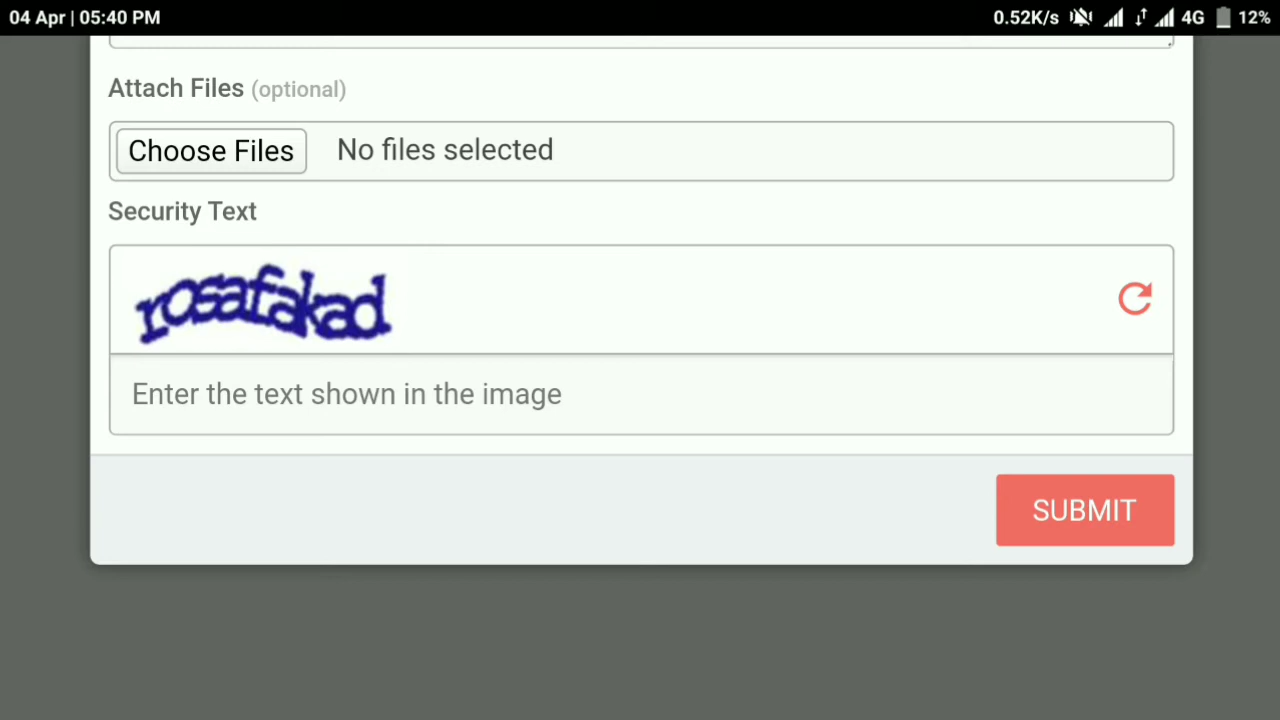 04 Apr | 05:40 PM 0.52K/s 4G 12%
Attach Files (optional)
Choose Files No files selected
Security Text
rosafakad
Enter the text shown in the image
SUBMIT